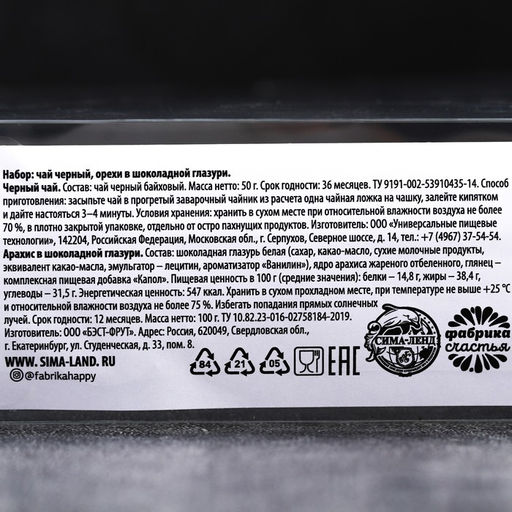 Набор: чай черный, орехи в шоколадной глазури.
Черный чай. Состав: чай черный байховый. Масса нетто: 50 г. Срок годности: 36 месяцев. ТУ 9191-002-53910435-14. Способ
приготовления: засыпьте чай в прогретый заварочный чайник из расчета одна чайная ложка на чашку, залейте кипятком
и дайте настояться 3–4 минуты. Условия хранения: хранить в сухом месте при относительной влажности воздуха не более
70 %, в плотно закрытой упаковке, отдельно от остро пахнущих продуктов. Изготовитель: ООО «Универсальные пищевые
технологии», 142204, Российская Федерация, Московская обл., г. Серпухов, Северное шоссе, д. 14, тел.: +7 (4967) 37-54-54.
Арахис в шоколадной глазури. Состав: шоколадная глазурь белая (сахар, какао-масло, сухие молочные продукты,
эквивалент какао-масла, эмульгатор – лецитин, ароматизатор «Ванилин»), ядро арахиса жареного отбеленного, глянец –
комплексная пищевая добавка «Капол». Пищевая ценность в 100 г (средние значения): белки – 14,8 г, жиры – 38,4 г,
углеводы – 31,5 г. Энергетическая ценность: 547 ккал. Хранить в сухом прохладном месте, при температуре не выше +25 °С
и относительной влажности воздуха не более 75 %. Избегать попадания прямых солнечных
лучей. Срок годности: 12 месяцев. Масса нетто: 100 г. ТУ 10.82.23-016-02758184-2019.
Изготовитель: ООО «БЭСТ-ФРУТ». Адрес: Россия, 620049, Свердловская обл.,
г. Екатеринбург, ул. Студенческая, д. 33, пом. 8.
WWW.SIMA-LAND.RU
@fabrikahappy
84 21 05 EAC
СИМА-ЛЕНД
фабрика
счастья